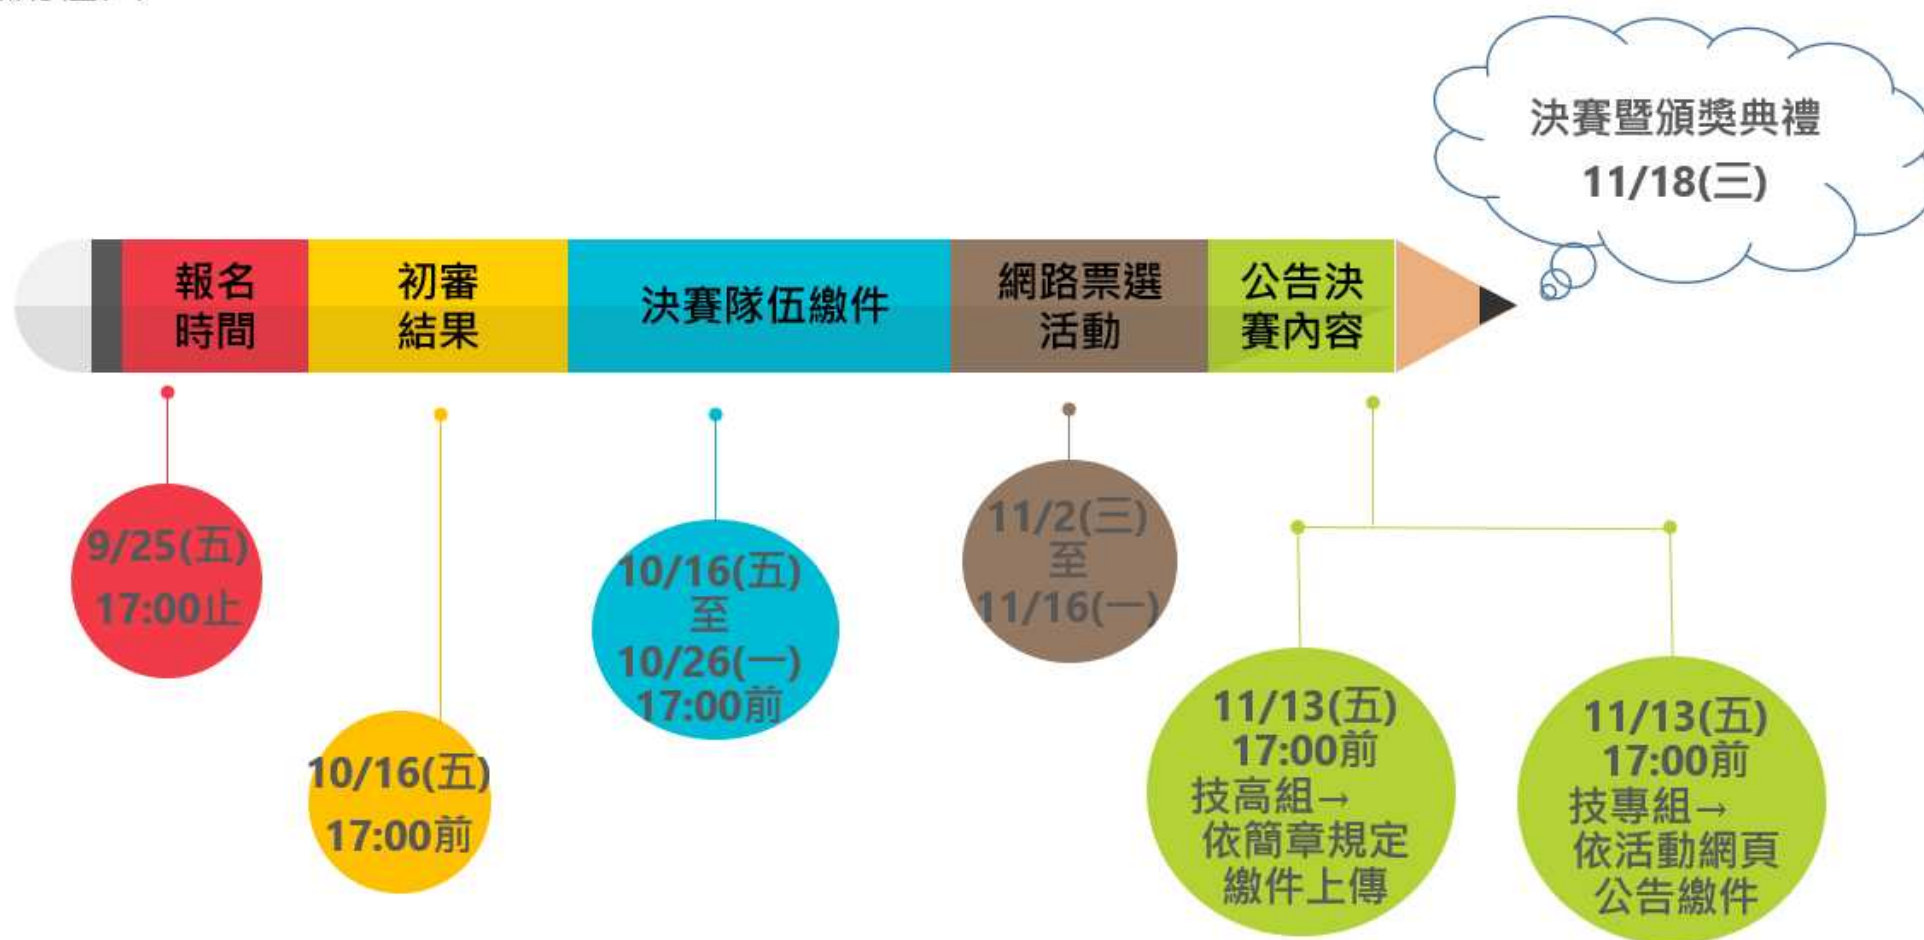 決賽暨頒獎典禮
11/18(三)
報名
時間
初審
結果
決賽隊伍繳件
網路票選
活動
公告決
賽內容
9/25(五)
17:00止
10/16(五)
17:00前
10/16(五)
至
10/26(一)
17:00前
11/2(三)
至
11/16(一)
11/13(五)
17:00前
技高組→
依簡章規定
繳件上傳
11/13(五)
17:00前
技專組→
依活動網頁
公告繳件